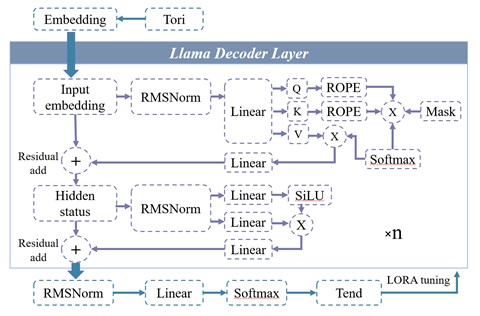 Embedding
Tori
Llama Decoder Layer
Input
embedding
RMSNorm
Linear
Q
ROPE
K
ROPE
X
Mask
V
X
Softmax
Residual
add
+
Linear
Hidden
status
RMSNorm
Linear
SiLU
Linear
X
Residual
add
+
Linear
×n
RMSNorm
Linear
Softmax
Tend
LORA tuning